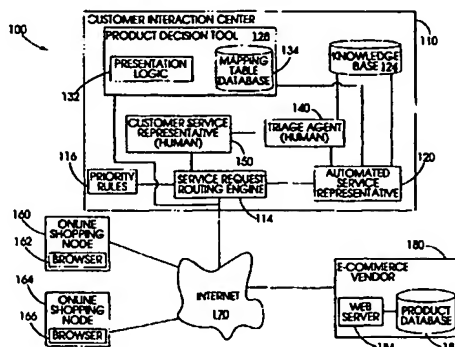 CUSTOMER INTERACTION CENTER
110
100
PRODUCT DECISION TOOL 128
134
KNOWLEDGE
BASE 124
PRESENTATION
LOGIC
MAPPING
TABLE
DATABASE
132
140
CUSTOMER SERVICE
REPRESENTATIVE
(HUMAN)
TRIAGE AGENT
(HUMAN)
116
150
120
PRIORITY
RULES
SERVICE REQUEST
ROUTING ENGINE
AUTOMATED
SERVICE
REPRESENTATIVE
114
160
ONLINE
SHOPPING
NODE
162
BROWSER
180
164
ONLINE
SHOPPING
NODE
166
BROWSER
INTERNET
170
E-COMMERCE
VENDOR
WEB
SERVER
PRODUCT
DATABASE
184